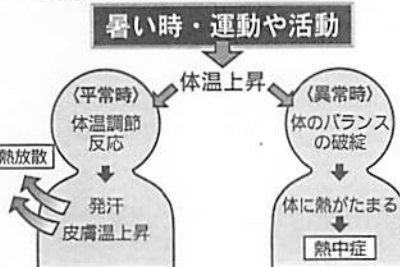 暑い時・運動や活動
体温上昇
〈平常時〉
体温調節
反応
熱放散
発汗
皮膚温上昇
〈異常時〉
体のバランス
の破綻
体に熱がたまる
熱中症